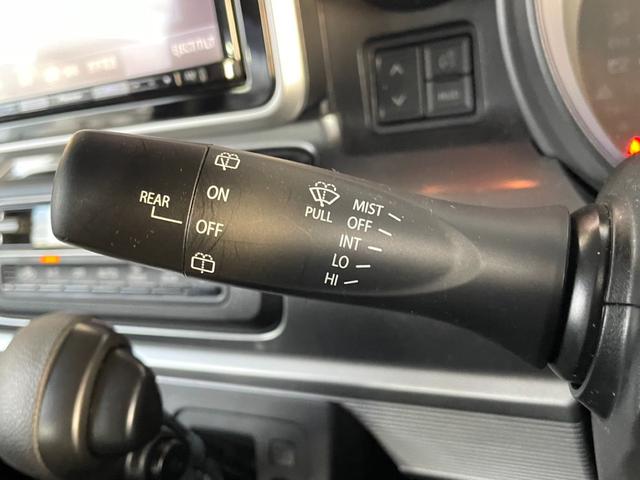 REAR
ON
OFF
PULL
MIST
OFF
INT
LO
HI